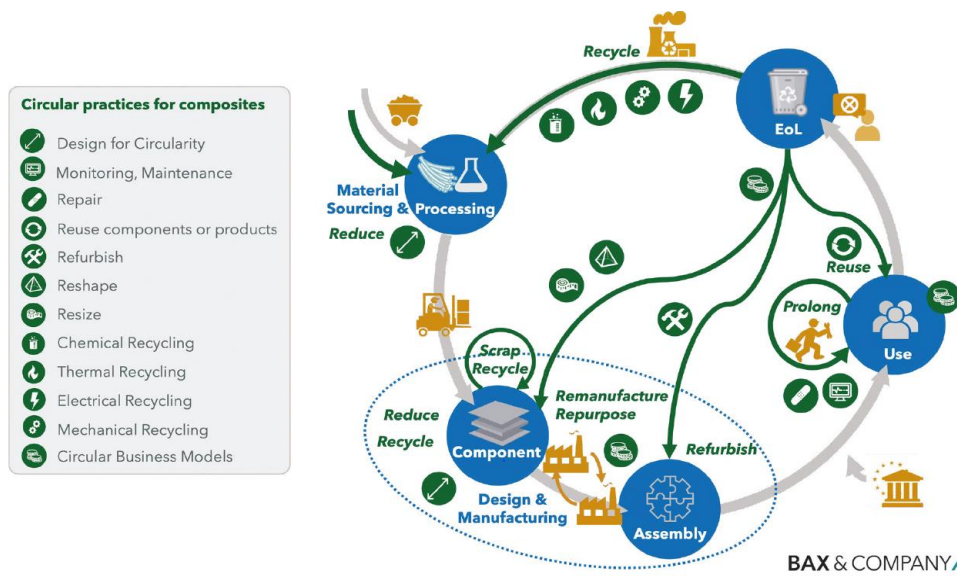 Circular practices for composites
Design for Circularity
Monitoring, Maintenance
Repair
Reuse components or products
Refurbish
Reshape
Resize
Chemical Recycling
Thermal Recycling
Electrical Recycling
Mechanical Recycling
Circular Business Models
Recycle
EoL
Material
Sourcing & Processing
Reduce
Reuse
Prolong
Use
Scrap
Recycle
Reduce
Recycle
Component
Remanufacture
Repurpose
Refurbish
Design &
Manufacturing
Assembly
BAX & COMPANY